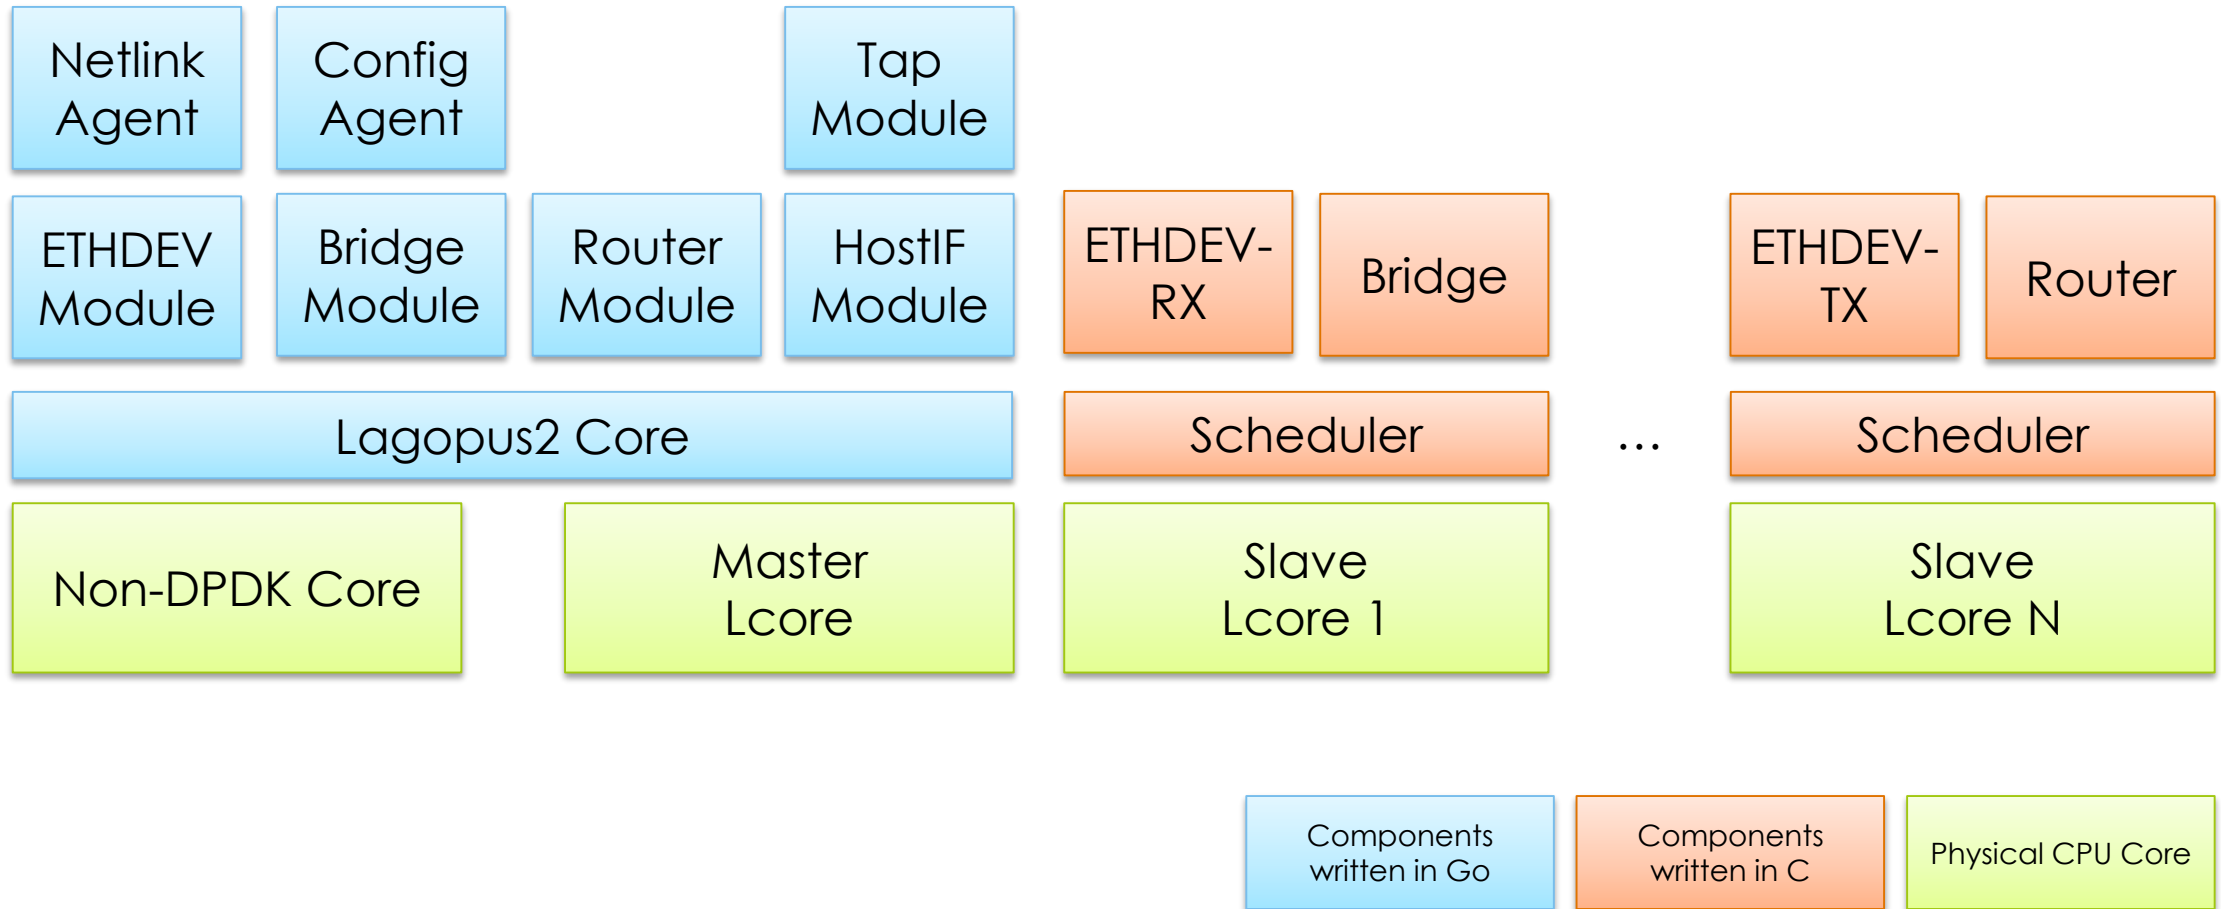 Netlink
Agent
Config
Agent
Tap
Module
ETHDEV
Module
Bridge
Module
Router
Module
HostIF
Module
ETHDEV-
RX
Bridge
ETHDEV-
TX
Router
Lagopus2 Core
Scheduler
...
Scheduler
Non-DPDK Core
Master
Lcore
Slave
Lcore 1
Slave
Lcore N
Components
written in Go
Components
written in C
Physical CPU Core